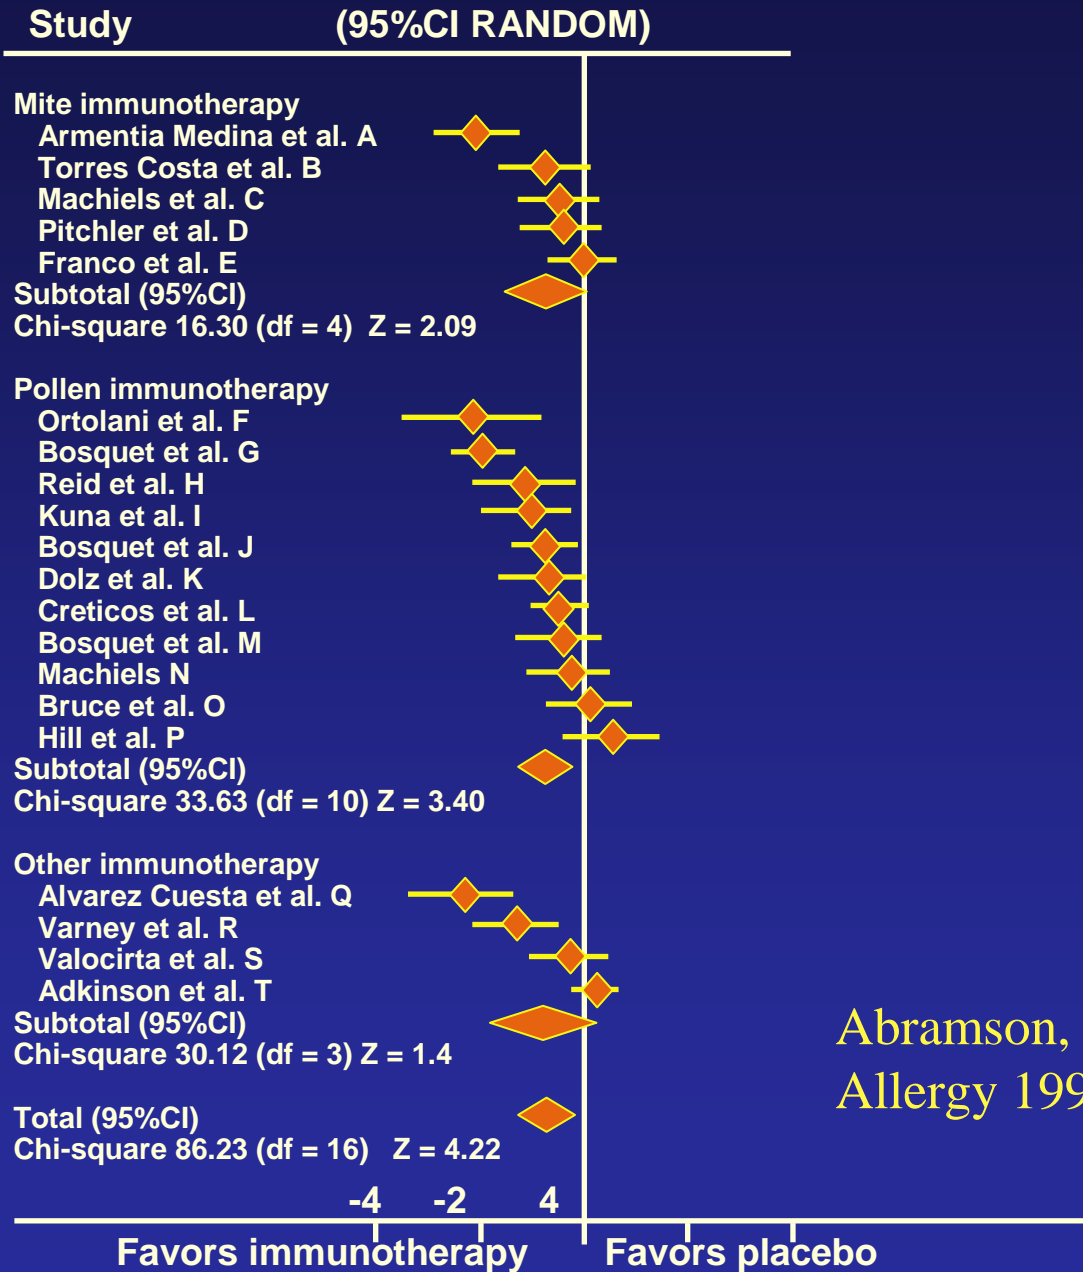 Study (95%CI RANDOM)
Mite immunotherapy
Armentia Medina et al. A
Torres Costa et al. B
Machiels et al. C
Pitchler et al. D
Franco et al. E
Subtotal (95%CI)
Chi-square 16.30 (df = 4) Z = 2.09
Pollen immunotherapy
Ortolani et al. F
Bosquet et al. G
Reid et al. H
Kuna et al. I
Bosquet et al. J
Dolz et al. K
Creticos et al. L
Bosquet et al. M
Machiels N
Bruce et al. O
Hill et al. P
Subtotal (95%CI)
Chi-square 33.63 (df = 10) Z = 3.40
Other immunotherapy
Alvarez Cuesta et al. Q
Varney et al. R
Valocirta et al. S
Adkinson et al. T
Subtotal (95%CI)
Chi-square 30.12 (df = 3) Z = 1.4
Abramson,
Allergy 199
Total (95%CI)
Chi-square 86.23 (df = 16) Z = 4.22
-4 -2 4
Favors immunotherapy Favors placebo